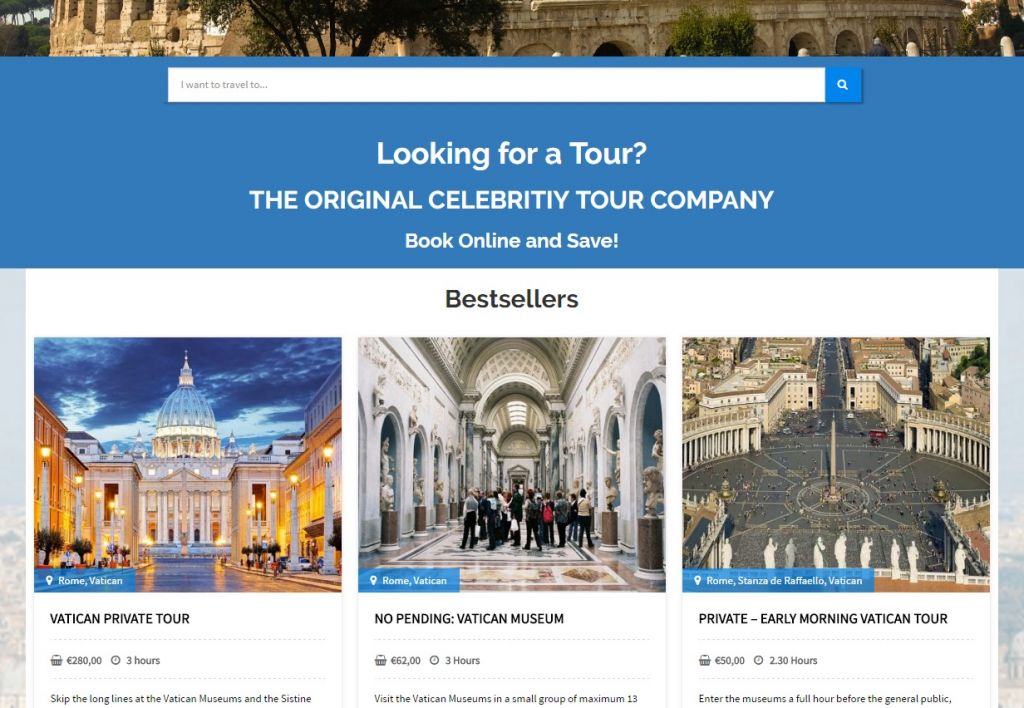 I want to travel to...
Looking for a Tour?
THE ORIGINAL CELEBRITIY TOUR COMPANY
Book Online and Save!
Bestsellers
Rome, Vatican
Rome, Vatican
Rome, Stanza de Raffaello, Vatican
VATICAN PRIVATE TOUR
NO PENDING: VATICAN MUSEUM
PRIVATE – EARLY MORNING VATICAN TOUR
€280,00 3 hours
€62,00 3 Hours
€50,00 2.30 Hours
Skip the long lines at the Vatican Museums and the Sistine
Visit the Vatican Museums in a small group of maximum 13
Enter the museums a full hour before the general public,